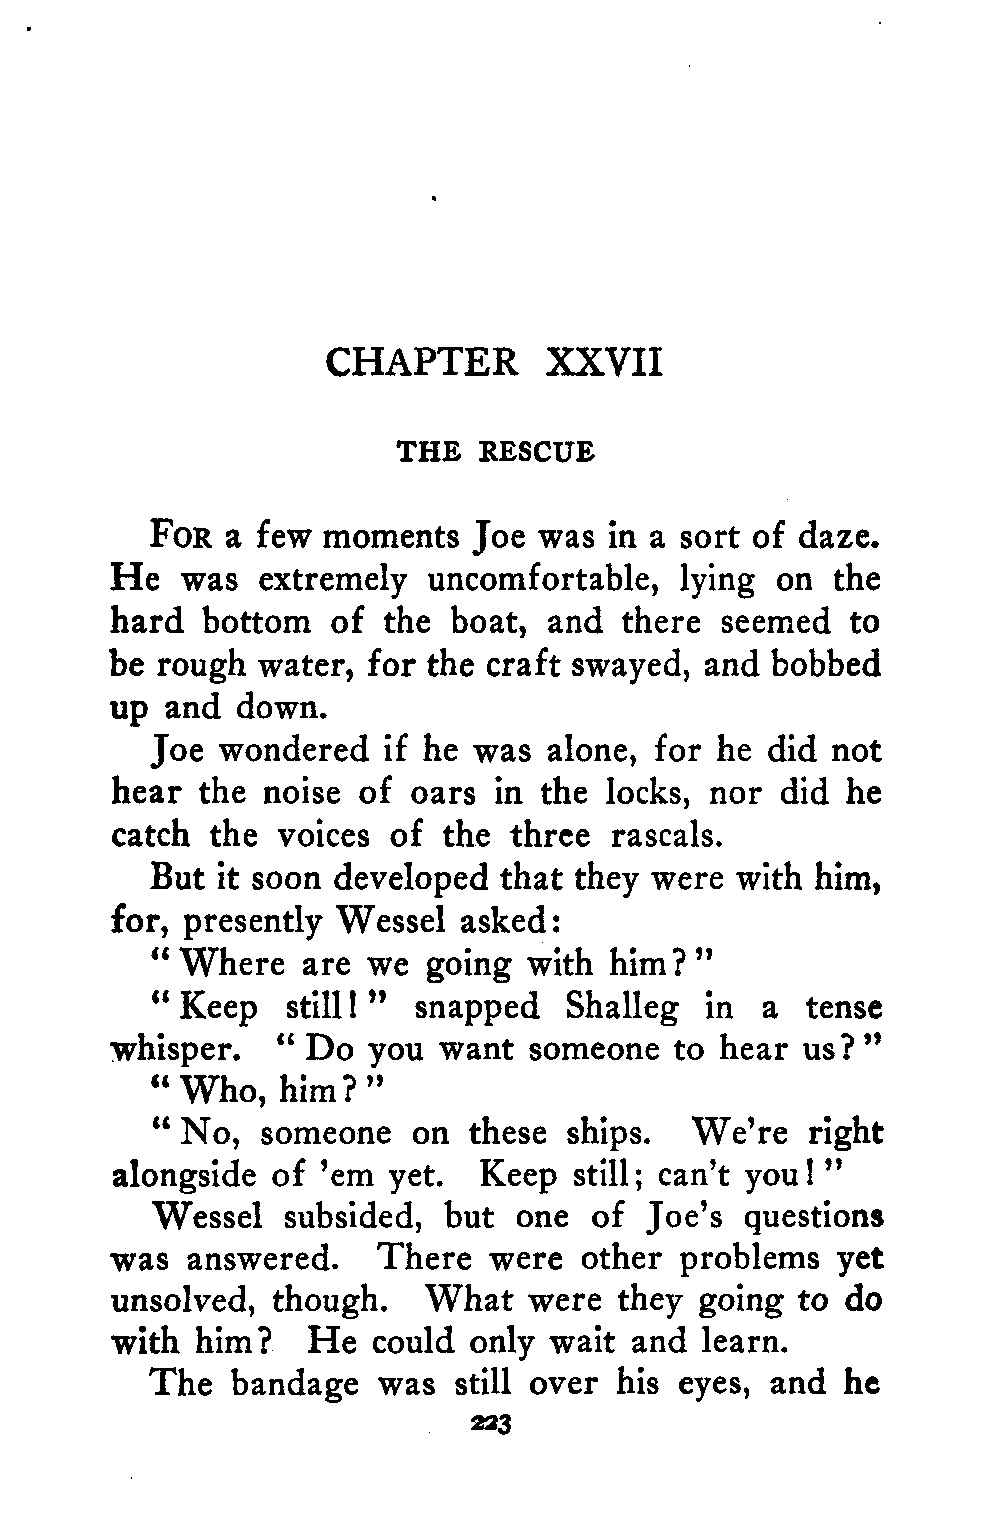 CHAPTER XXVII
THE RESCUE
FOR a few moments Joe was in a sort of daze.
He was extremely uncomfortable, lying on the
hard bottom of the boat, and there seemed to
be rough water, for the craft swayed, and bobbed
up and down.
Joe wondered if he was alone, for he did not
hear the noise of oars in the locks, nor did he
catch the voices of the three rascals.
But it soon developed that they were with him,
for, presently Wessel asked:
“ Where are we going with him? ”
“ Keep still! ” snapped Shalleg in a tense
whisper. “ Do you want someone to hear us? ”
“ Who, him? ”
“ No, someone on these ships. We’re right
alongside of ’em yet. Keep still; can’t you! ”
Wessel subsided, but one of Joe’s questions
was answered. There were other problems yet
unsolved, though. What were they going to do
with him? He could only wait and learn.
The bandage was still over his eyes, and he
223